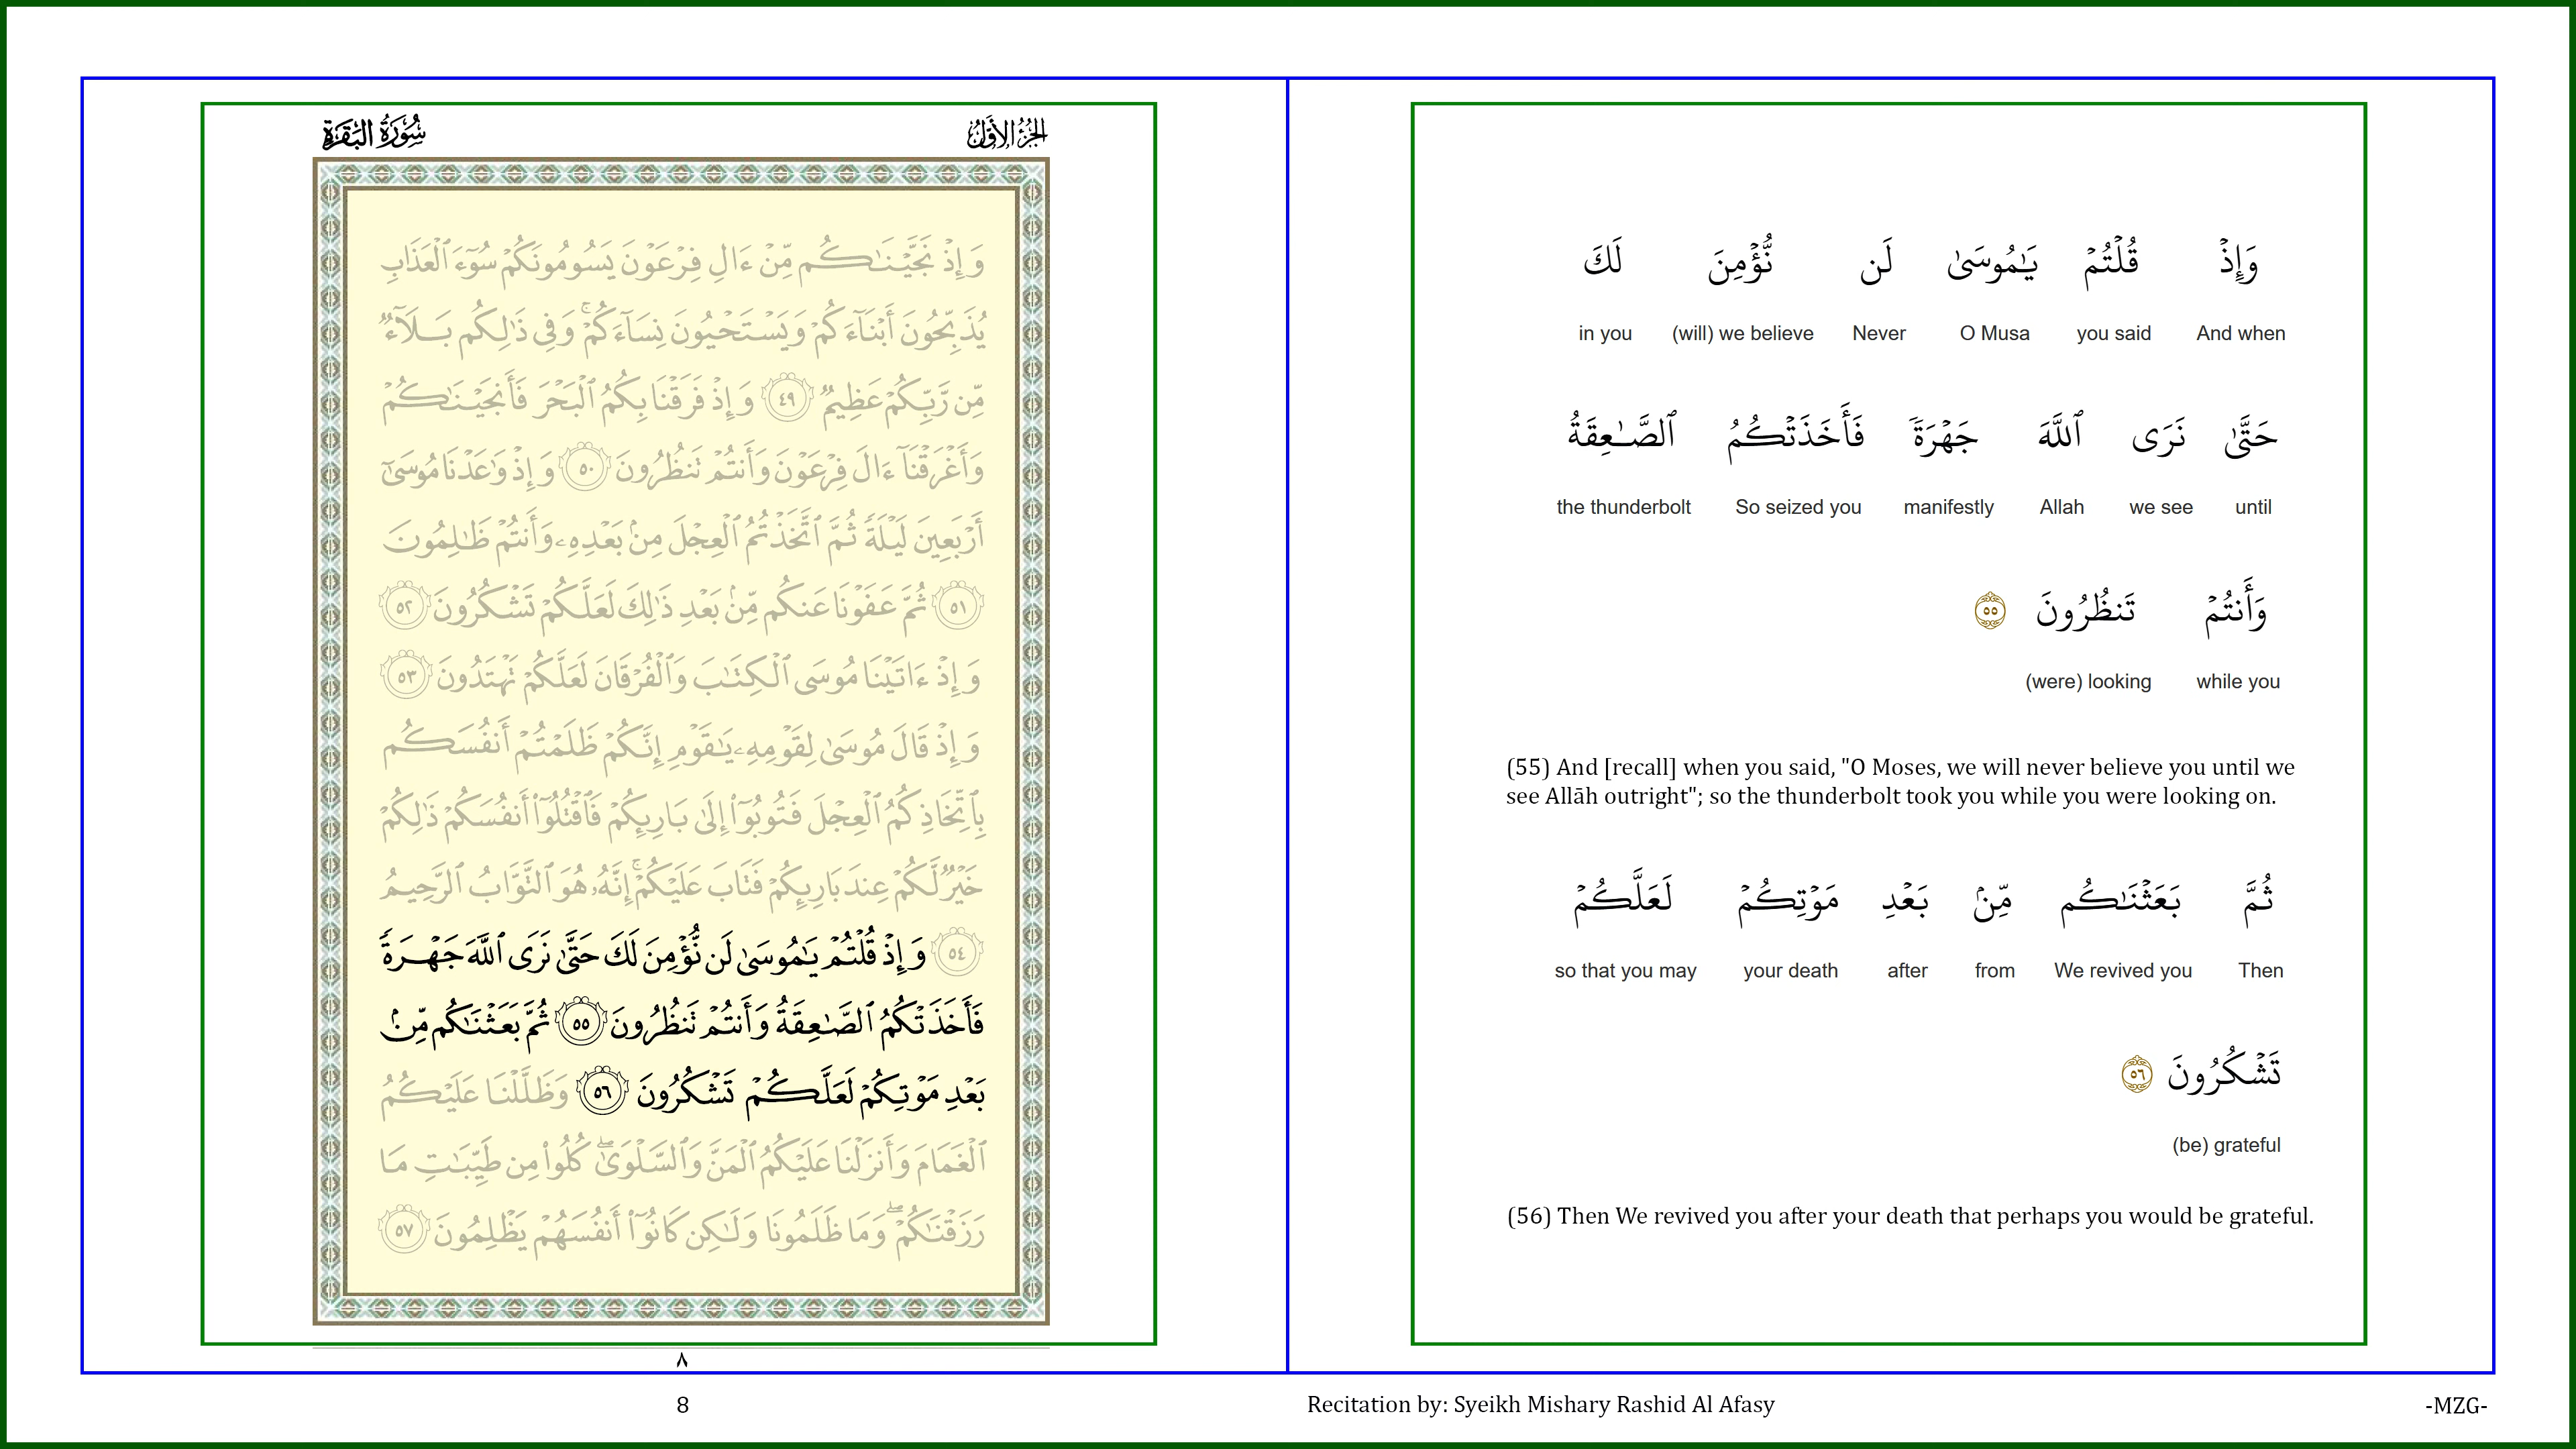 سُورَةُ البَقَرَةِ
الجُزْءُ الأَوَّلُ
وَإِذْ نَجَّيْنَٰكُم مِّنْ ءَالِ فِرْعَوْنَ يَسُومُونَكُمْ سُوٓءَ ٱلْعَذَابِ
يُذَبِّحُونَ أَبْنَآءَكُمْ وَيَسْتَحْيُونَ نِسَآءَكُمْ ۚ وَفِى ذَٰلِكُم بَلَآءٌ
مِّن رَّبِّكُمْ عَظِيمٌ ٤٩ وَإِذْ فَرَقْنَا بِكُمُ ٱلْبَحْرَ فَأَنجَيْنَٰكُمْ
وَأَغْرَقْنَآ ءَالَ فِرْعَوْنَ وَأَنتُمْ تَنظُرُونَ ٥٠ وَإِذْ وَٰعَدْنَا مُوسَىٰٓ
أَرْبَعِينَ لَيْلَةً ثُمَّ ٱتَّخَذْتُمُ ٱلْعِجْلَ مِنۢ بَعْدِهِۦ وَأَنتُمْ ظَٰلِمُونَ
٥١ ثُمَّ عَفَوْنَا عَنكُم مِّنۢ بَعْدِ ذَٰلِكَ لَعَلَّكُمْ تَشْكُرُونَ ٥٢
وَإِذْ ءَاتَيْنَا مُوسَى ٱلْكِتَٰبَ وَٱلْفُرْقَانَ لَعَلَّكُمْ تَهْتَدُونَ ٥٣
وَإِذْ قَالَ مُوسَىٰ لِقَوْمِهِۦ يَٰقَوْمِ إِنَّكُمْ ظَلَمْتُمْ أَنفُسَكُم
بِٱتِّخَاذِكُمُ ٱلْعِجْلَ فَتُوبُوٓا۟ إِلَىٰ بَارِئِكُمْ فَٱقْتُلُوٓا۟ أَنفُسَكُمْ ذَٰلِكُمْ
خَيْرٌ لَّكُمْ عِندَ بَارِئِكُمْ فَتَابَ عَلَيْكُمْ ۚ إِنَّهُۥ هُوَ ٱلتَّوَّابُ ٱلرَّحِيمُ
٥٤ وَإِذْ قُلْتُمْ يَٰمُوسَىٰ لَن نُّؤْمِنَ لَكَ حَتَّىٰ نَرَى ٱللَّهَ جَهْرَةً
فَأَخَذَتْكُمُ ٱلصَّٰعِقَةُ وَأَنتُمْ تَنظُرُونَ ٥٥ ثُمَّ بَعَثْنَٰكُم مِّنۢ
بَعْدِ مَوْتِكُمْ لَعَلَّكُمْ تَشْكُرُونَ ٥٦ وَظَلَّلْنَا عَلَيْكُمُ
ٱلْغَمَامَ وَأَنزَلْنَا عَلَيْكُمُ ٱلْمَنَّ وَٱلسَّلْوَىٰ ۖ كُلُوا۟ مِن طَيِّبَٰتِ مَا
رَزَقْنَٰكُمْ ۖ وَمَا ظَلَمُونَا وَلَٰكِن كَانُوٓا۟ أَنفُسَهُمْ يَظْلِمُونَ ٥٧
٨
8
وَإِذْ قُلْتُمْ يَٰمُوسَىٰ لَن نُّؤْمِنَ لَكَ
in you (will) we believe Never O Musa you said And when
حَتَّىٰ نَرَى ٱللَّهَ جَهْرَةً فَأَخَذَتْكُمُ ٱلصَّٰعِقَةُ
the thunderbolt So seized you manifestly Allah we see until
وَأَنتُمْ تَنظُرُونَ ٥٥
(were) looking while you
(55) And [recall] when you said, "O Moses, we will never believe you until we
see Allāh outright"; so the thunderbolt took you while you were looking on.
ثُمَّ بَعَثْنَٰكُم مِّنۢ بَعْدِ مَوْتِكُمْ لَعَلَّكُمْ
so that you may your death after from We revived you Then
تَشْكُرُونَ ٥٦
(be) grateful
(56) Then We revived you after your death that perhaps you would be grateful.
Recitation by: Syeikh Mishary Rashid Al Afasy
-MZG-